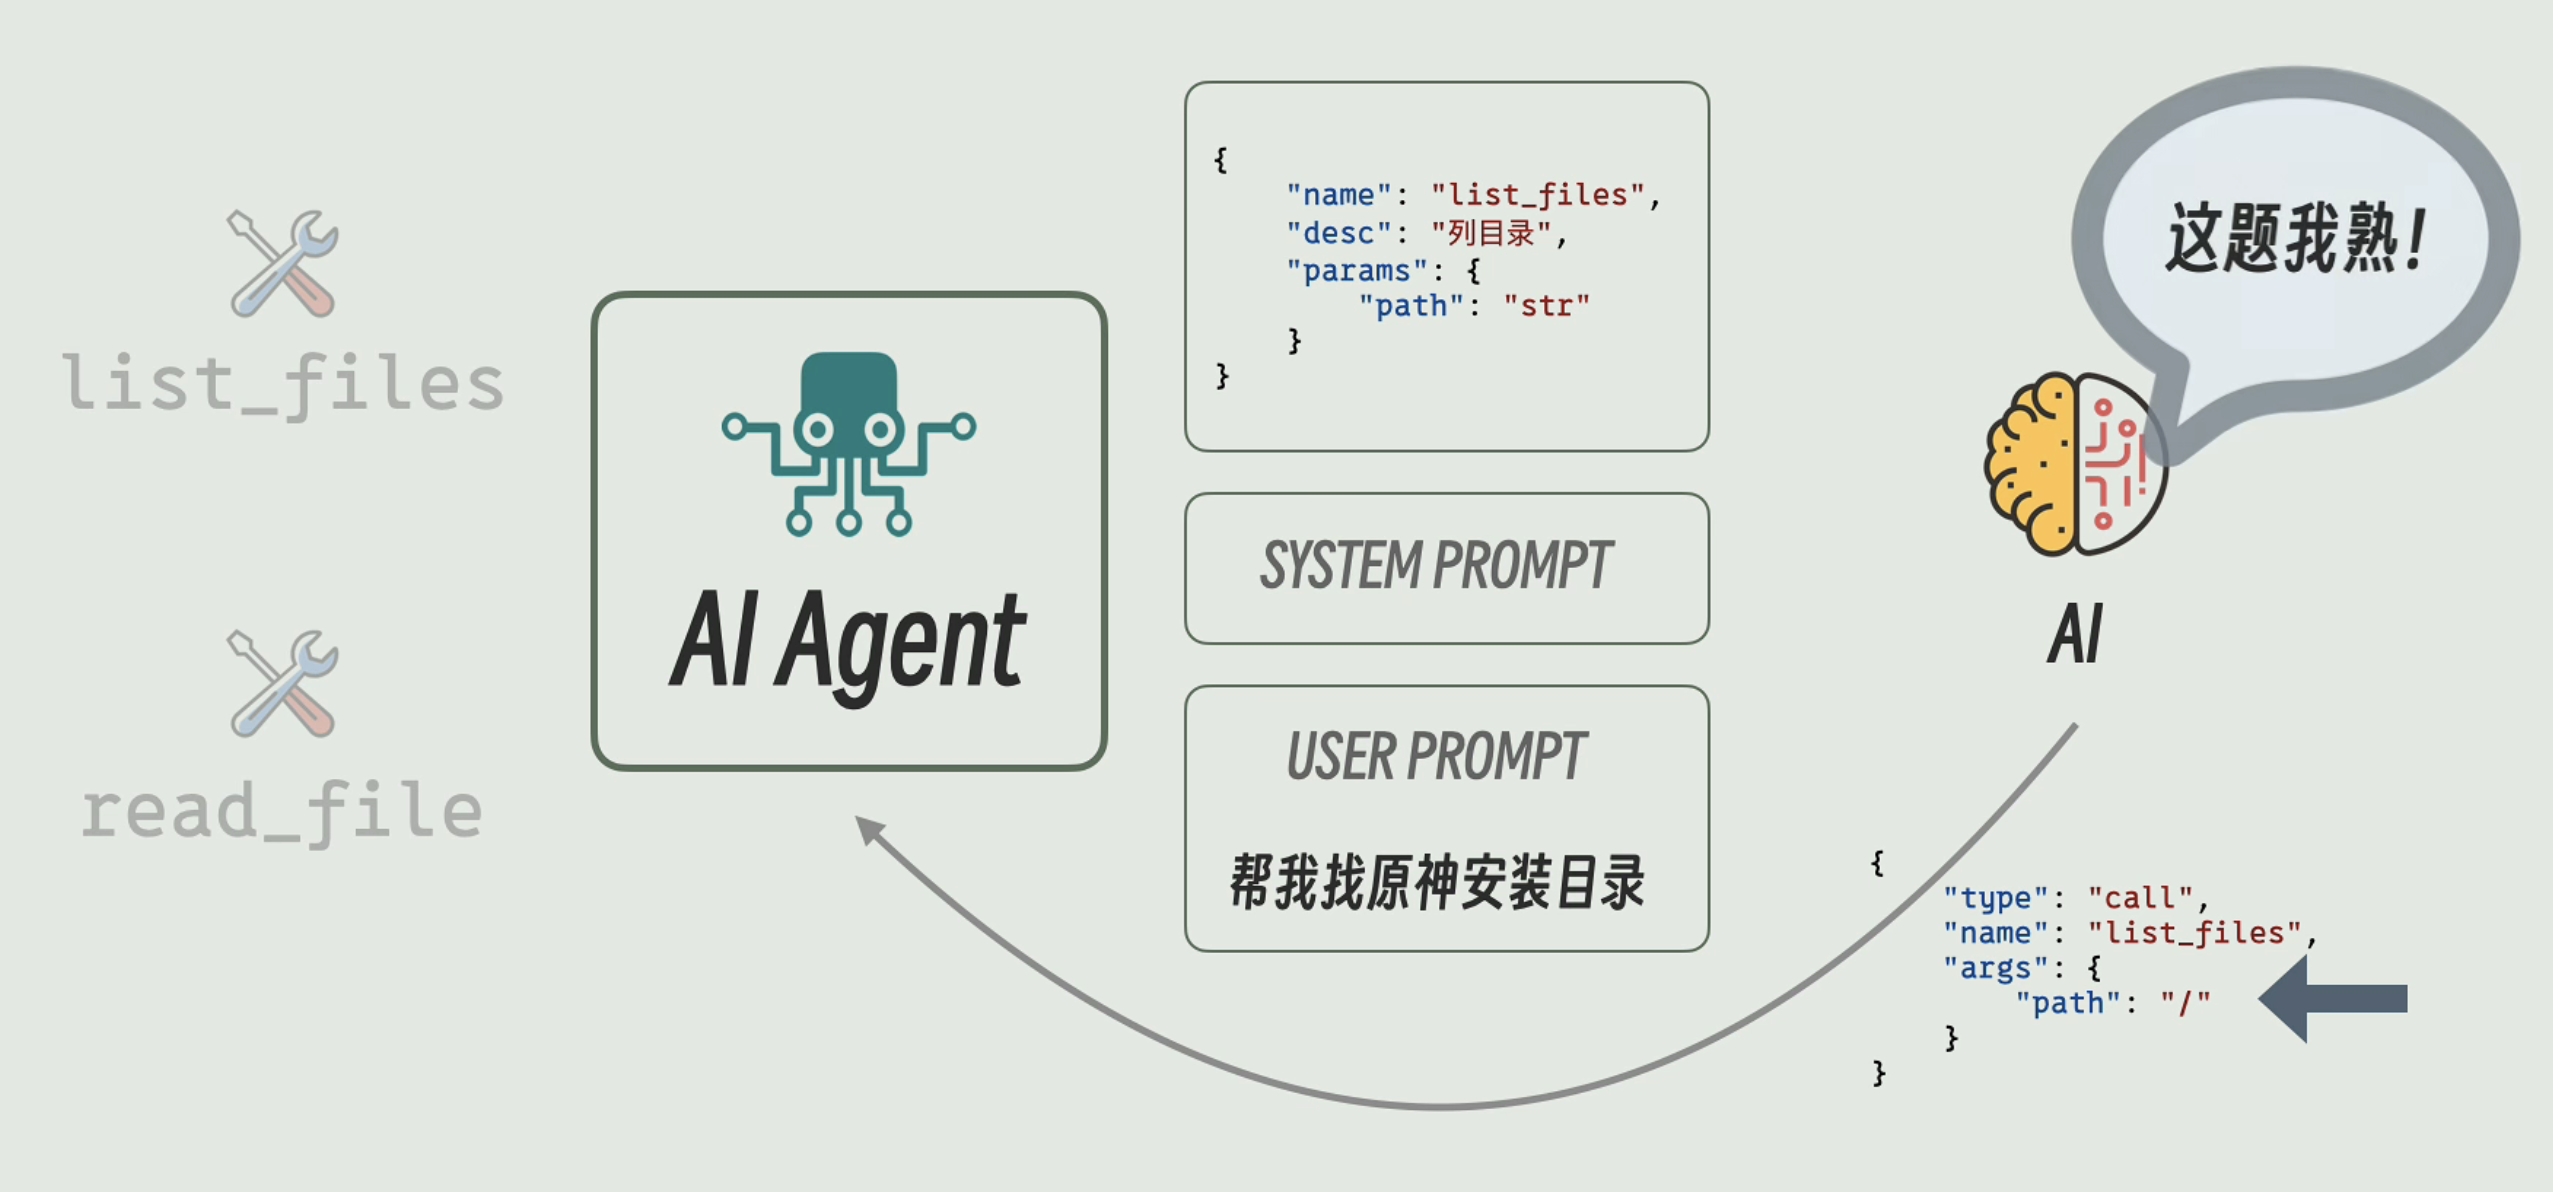 list_files
read_file
AI Agent
{
"name": "list_files",
"desc": "列目录",
"params": {
"path": "str"
}
}
SYSTEM PROMPT
USER PROMPT
帮我找原神安装目录
这题我熟!
AI
{
"type": "call",
"name": "list_files",
"args": {
"path": "/"
}
}